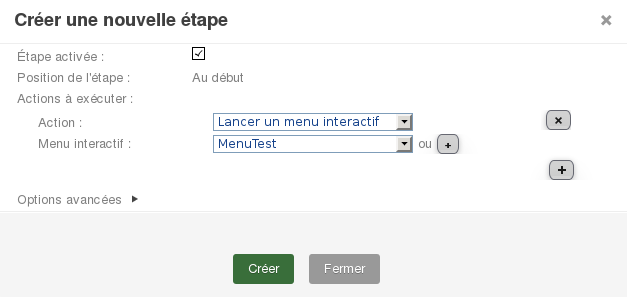 Créer une nouvelle étape ×
Étape activée :
Position de l'étape : Au début
Actions à exécuter :
Action : Lancer un menu interactif ×
Menu interactif : MenuTest ou +
+
Options avancées
Créer Fermer